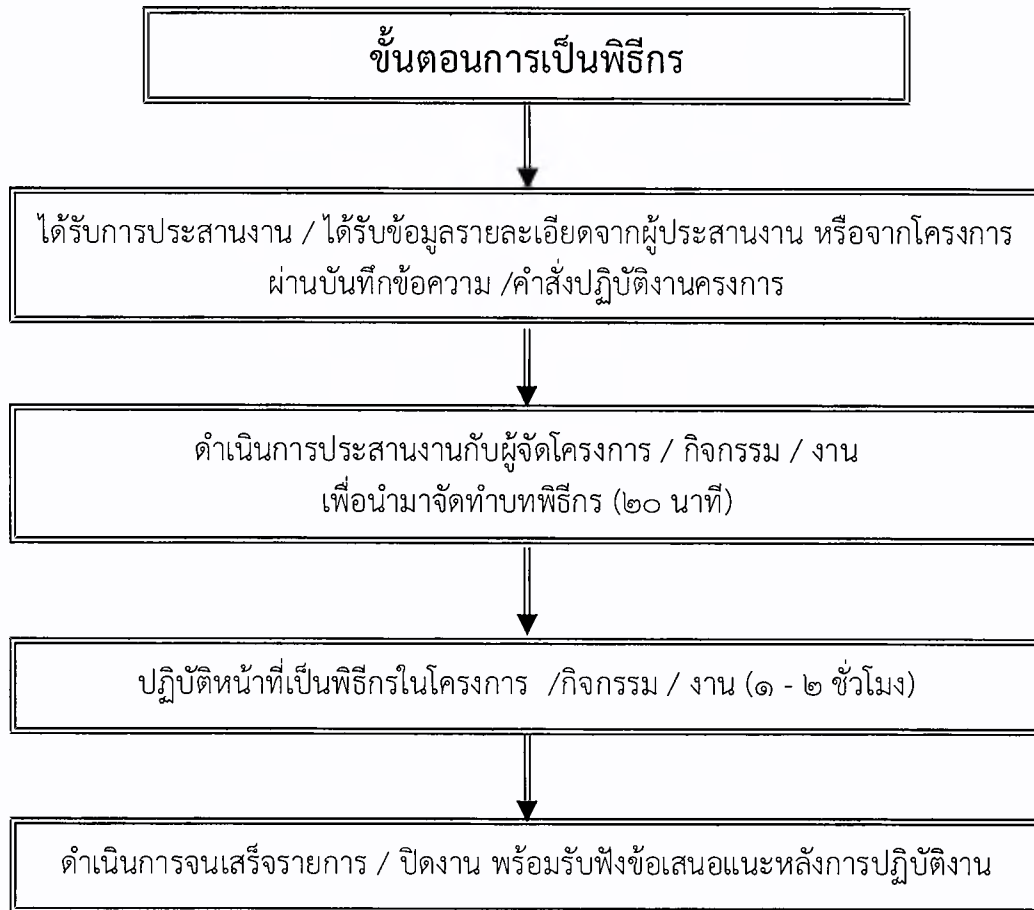 ขั้นตอนการเป็นพิธีกร
ได้รับการประสานงาน / ได้รับข้อมูลรายละเอียดจากผู้ประสานงาน หรือจากโครงการ
ผ่านบันทึกข้อความ /คำสั่งปฏิบัติงานครงการ
ดำเนินการประสานงานกับผู้จัดโครงการ / กิจกรรม / งาน
เพื่อนำมาจัดทำบทพิธีกร (๒๐ นาที)
ปฏิบัติหน้าที่เป็นพิธีกรในโครงการ /กิจกรรม / งาน (๑ - ๒ ชั่วโมง)
ดำเนินการจนเสร็จรายการ / ปิดงาน พร้อมรับฟังข้อเสนอแนะหลังการปฏิบัติงาน